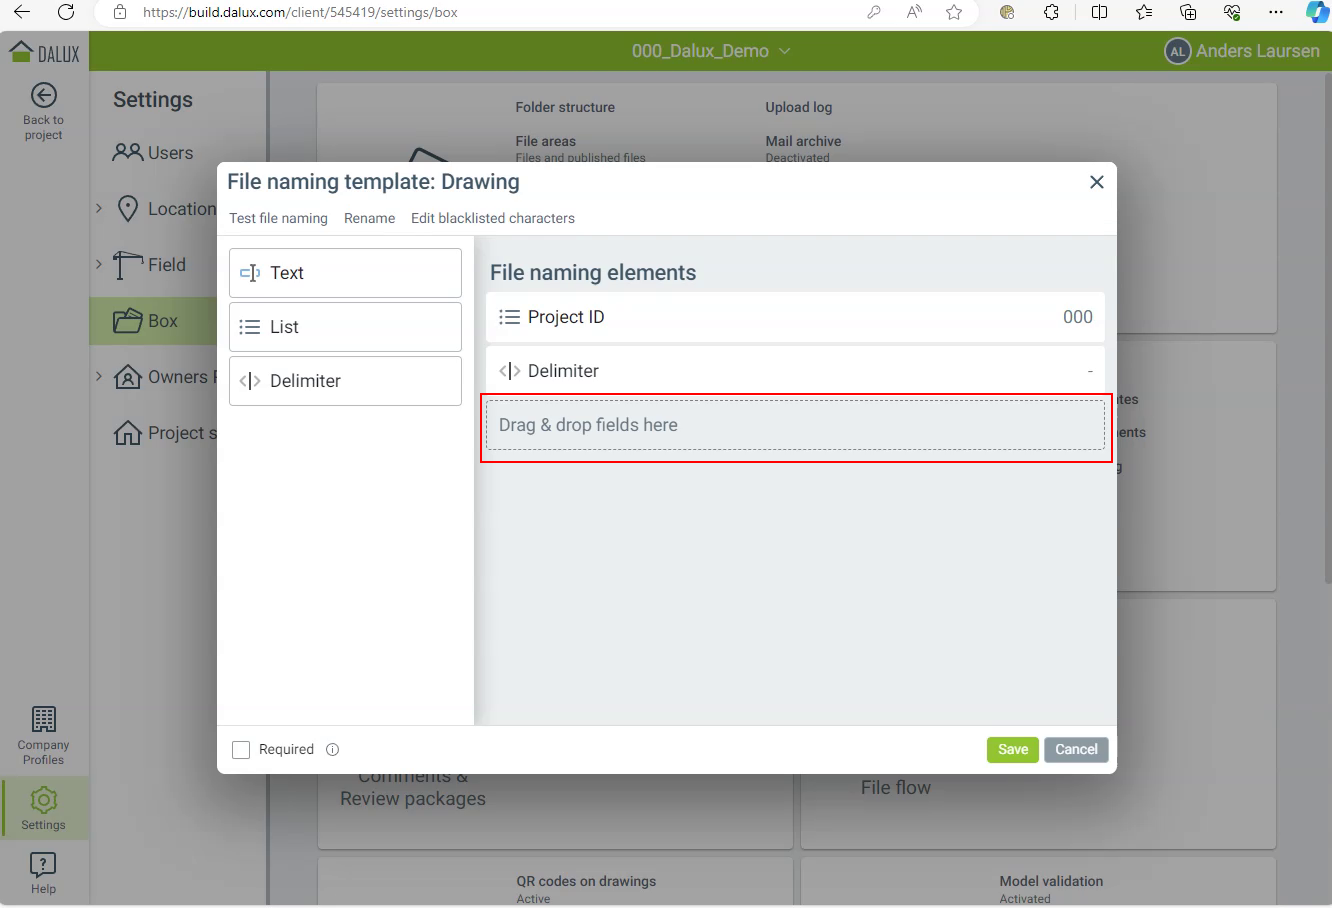 https://build.dalux.com/client/545419/settings/box
DALUX
000_Dalux_Demo
AL Anders Laursen
Back to
project
Settings
Users
Location
Field
Box
Owners
Project s
Company
Profiles
Settings
Help
Folder structure
Upload log
File areas
Files and published files
Mail archive
Deactivated
File naming template: Drawing
Test file naming Rename Edit blacklisted characters
Text
List
Delimiter
File naming elements
Project ID 000
Delimiter -
Drag & drop fields here
Required
Save Cancel
tes
ents
g
Comments &
Review packages
File flow
QR codes on drawings
Active
Model validation
Activated